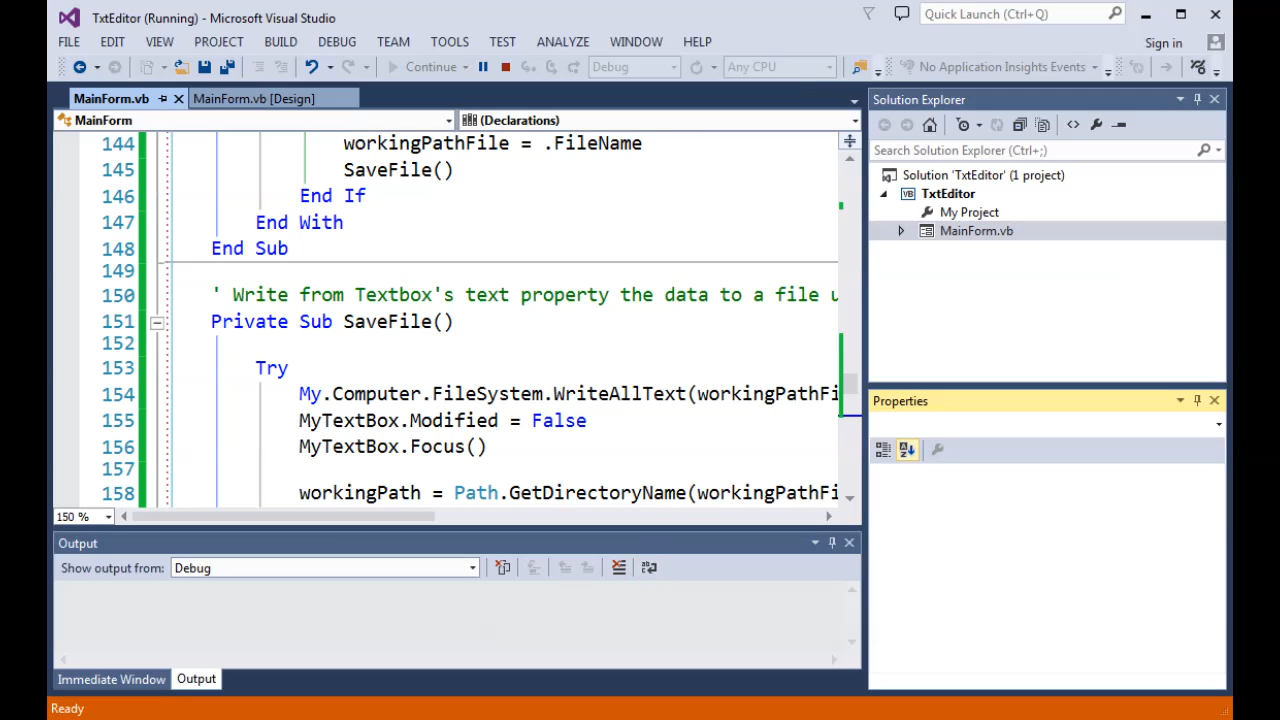 TxtEditor (Running) - Microsoft Visual Studio
Quick Launch (Ctrl+;)
FILE EDIT VIEW PROJECT BUILD DEBUG TEAM TOOLS TEST ANALYZE WINDOW HELP
Sign in
Continue Debug Any CPU No Application Insights Events
MainForm.vb MainForm.vb [Design]
MainForm (Declarations)
144 workingPathFile = .FileName
145 SaveFile()
146 End If
147 End With
148 End Sub
149
150 ' Write from Textbox's text property the data to a file u
151 Private Sub SaveFile()
152
153 Try
154 My.Computer.FileSystem.WriteAllText(workingPathFi
155 MyTextBox.Modified = False
156 MyTextBox.Focus()
157
158 workingPath = Path.GetDirectoryName(workingPathFi
150 %
Output
Show output from: Debug
Immediate Window Output
Ready
Solution Explorer
Search Solution Explorer (Ctrl+;)
Solution 'TxtEditor' (1 project)
VB TxtEditor
My Project
MainForm.vb
Properties